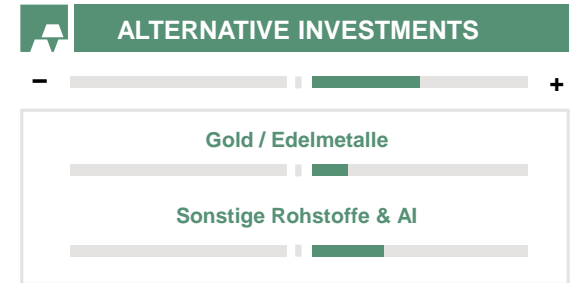 ALTERNATIVE INVESTMENTS
– +
Gold / Edelmetalle
Sonstige Rohstoffe & AI